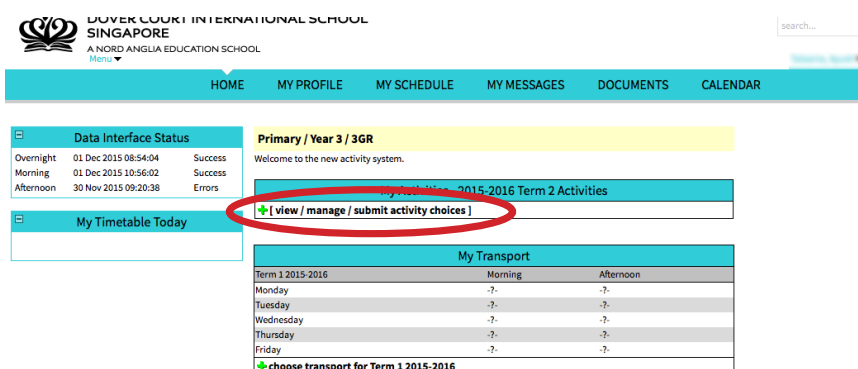 DOVER COURT INTERNATIONAL SCHOOL
SINGAPORE
A NORD ANGLIA EDUCATION SCHOOL
Menu
search...
HOME MY PROFILE MY SCHEDULE MY MESSAGES DOCUMENTS CALENDAR
Data Interface Status
Overnight 01 Dec 2015 08:54:04 Success
Morning 01 Dec 2015 10:56:02 Success
Afternoon 30 Nov 2015 09:20:38 Errors
My Timetable Today
Primary / Year 3 / 3GR
Welcome to the new activity system.
My Activities - 2015-2016 Term 2 Activities
[ view / manage / submit activity choices ]
My Transport
Term 1 2015-2016 Morning Afternoon
Monday -?- -?-
Tuesday -?- -?-
Wednesday -?- -?-
Thursday -?- -?-
Friday -?- -?-
choose transport for Term 1 2015-2016